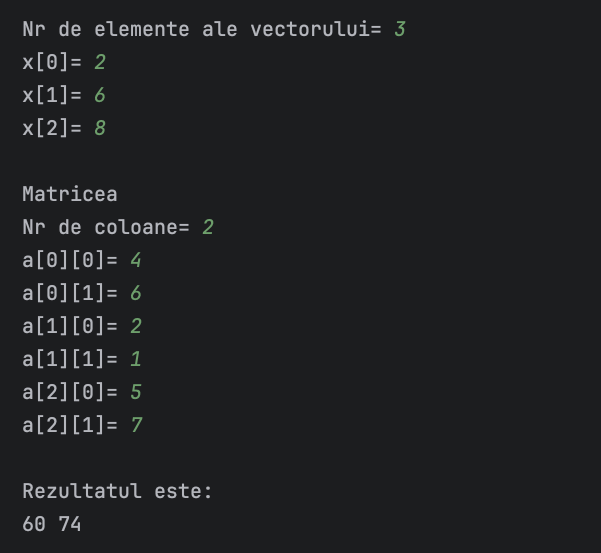 Nr de elemente ale vectorului= 3
x[0]= 2
x[1]= 6
x[2]= 8
Matricea
Nr de coloane= 2
a[0][0]= 4
a[0][1]= 6
a[1][0]= 2
a[1][1]= 1
a[2][0]= 5
a[2][1]= 7
Rezultatul este:
60 74